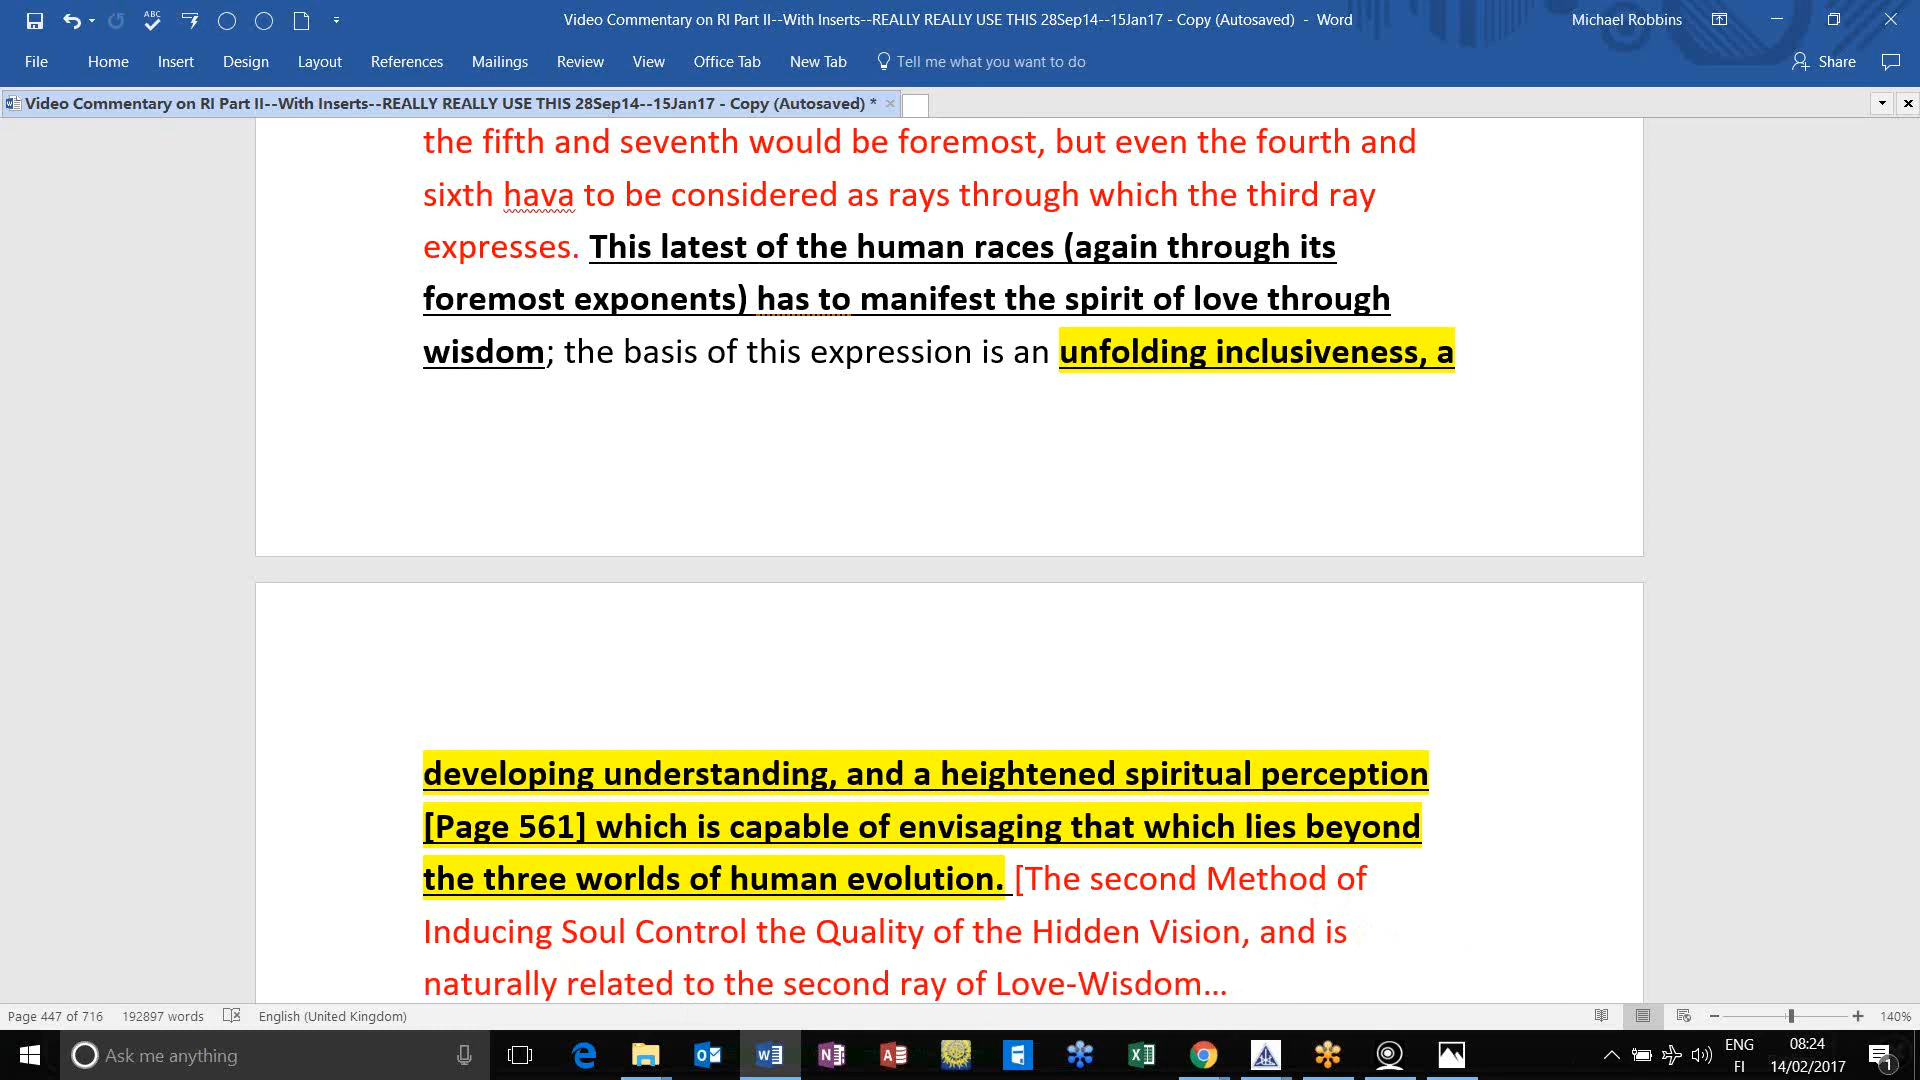 ABC
Video Commentary on RI Part II--With Inserts--REALLY REALLY USE THIS 28Sep14--15Jan17 - Copy (Autosaved) - Word
Michael Robbins
File Home Insert Design Layout References Mailings Review View Office Tab New Tab Tell me what you want to do Share
Video Commentary on RI Part II--With Inserts--REALLY REALLY USE THIS 28Sep14--15Jan17 - Copy (Autosaved) *
the fifth and seventh would be foremost, but even the fourth and
sixth hava to be considered as rays through which the third ray
expresses. This latest of the human races (again through its
foremost exponents) has to manifest the spirit of love through
wisdom; the basis of this expression is an unfolding inclusiveness, a
developing understanding, and a heightened spiritual perception
[Page 561] which is capable of envisaging that which lies beyond
the three worlds of human evolution. [The second Method of
Inducing Soul Control the Quality of the Hidden Vision, and is
naturally related to the second ray of Love-Wisdom…
Page 447 of 716 192897 words English (United Kingdom) 140%
Ask me anything
ENG
FI
08:24
14/02/2017
1